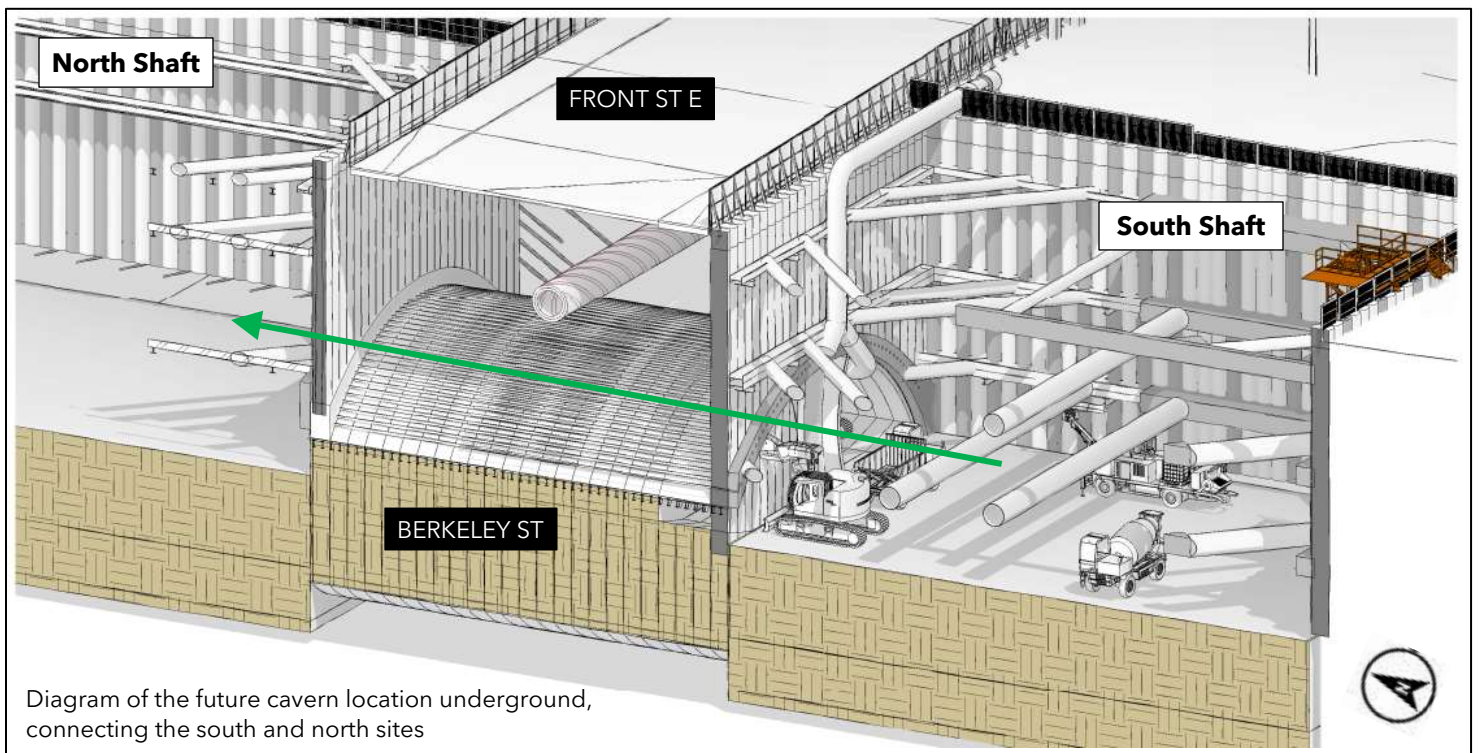 North Shaft
FRONT ST E
South Shaft
BERKELEY ST
Diagram of the future cavern location underground,
connecting the south and north sites